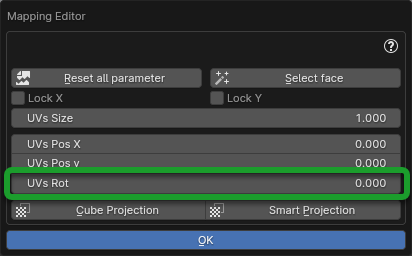 Mapping Editor
?
Reset all parameter Select face
Lock X Lock Y
UVs Size 1.000
UVs Pos X 0.000
UVs Pos y 0.000
UVs Rot 0.000
Cube Projection Smart Projection
OK